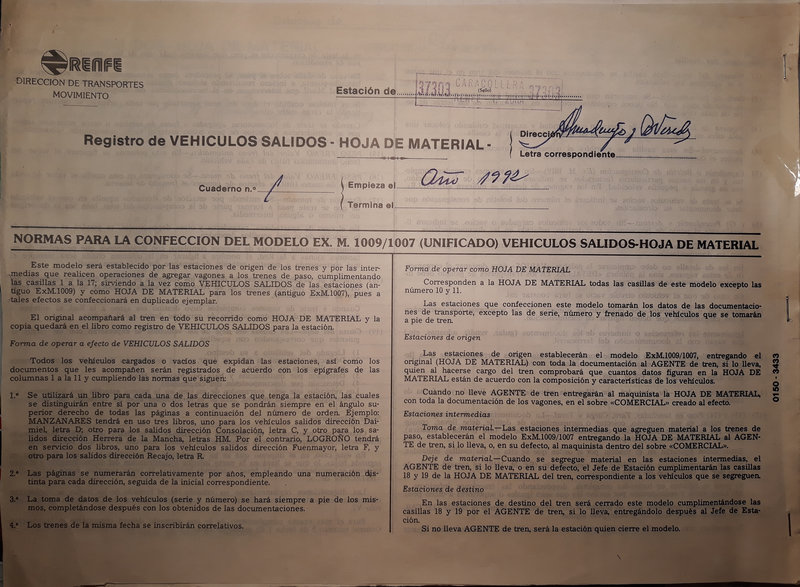 RENFE
DIRECCION DE TRANSPORTES
MOVIMIENTO
Estación de
37303 CARACOLLERA 37303
(Sello)
Registro de VEHICULOS SALIDOS - HOJA DE MATERIAL -
Dirección Almadenejos y Veredas
Letra correspondiente
Cuaderno n.º 1
Empieza el Año 1992
Termina el
NORMAS PARA LA CONFECCION DEL MODELO EX. M. 1009/1007 (UNIFICADO) VEHICULOS SALIDOS-HOJA DE MATERIAL
Este modelo será establecido por las estaciones de origen de los trenes y por las inter-
medias que realicen operaciones de agregar vagones a los trenes de paso, cumplimentando
las casillas 1 a la 17; sirviendo a la vez como VEHICULOS SALIDOS de las estaciones (an-
tiguo ExM.1009) y como HOJA DE MATERIAL para los trenes (antiguo ExM.1007), pues a
tales efectos se confeccionará en duplicado ejemplar.
El original acompañará al tren en todo su recorrido como HOJA DE MATERIAL y la
copia quedará en el libro como registro de VEHICULOS SALIDOS para la estación.
Forma de operar a efecto de VEHICULOS SALIDOS
Todos los vehículos cargados o vacíos que expidan las estaciones, así como los
documentos que les acompañen serán registrados de acuerdo con los epígrafes de las
columnas 1 a la 11 y cumpliendo las normas que siguen:
1.ª Se utilizará un libro para cada una de las direcciones que tenga la estación, las cuales
se distinguirán entre sí por una o dos letras que se pondrán siempre en el ángulo su-
perior derecho de todas las páginas a continuación del número de orden. Ejemplo:
MANZANARES tendrá en uso tres libros, uno para los vehículos salidos dirección Dai-
miel, letra D; otro para los salidos dirección Consolación, letra C, y otro para los sa-
lidos dirección Herrera de la Mancha, letras HM. Por el contrario, LOGROÑO tendrá
en servicio dos libros, uno para los vehículos salidos dirección Fuenmayor, letra F, y
otro para los salidos dirección Recajo, letra R.
2.ª Las páginas se numerarán correlativamente por años, empleando una numeración dis-
tinta para cada dirección, seguida de la inicial correspondiente.
3.ª La toma de datos de los vehículos (serie y número) se hará siempre a pie de los mis-
mos, completándose después con los obtenidos de las documentaciones.
4.ª Los trenes de la misma fecha se inscribirán correlativos.
Forma de operar como HOJA DE MATERIAL
Corresponden a la HOJA DE MATERIAL todas las casillas de este modelo excepto las
número 10 y 11.
Las estaciones que confeccionen este modelo tomarán los datos de las documentacio-
nes de transporte, excepto las de serie, número y frenado de los vehículos que se tomarán
a pie de tren.
Estaciones de origen
Las estaciones de origen establecerán el modelo ExM.1009/1007, entregando el
original (HOJA DE MATERIAL) con toda la documentación al AGENTE de tren, si lo lleva,
quien al hacerse cargo del tren comprobará que cuantos datos figuran en la HOJA DE
MATERIAL están de acuerdo con la composición y características de los vehículos.
Cuando no lleve AGENTE de tren entregarán al maquinista la HOJA DE MATERIAL,
con toda la documentación de los vagones, en el sobre «COMERCIAL» creado al efecto.
Estaciones intermedias
Toma de material.—Las estaciones intermedias que agreguen material a los trenes de
paso, establecerán el modelo ExM.1009/1007 entregando la HOJA DE MATERIAL al AGEN-
TE de tren, si lo lleva, o, en su defecto, al maquinista dentro del sobre «COMERCIAL».
Deje de material.—Cuando se segregue material en las estaciones intermedias, el
AGENTE de tren, si lo lleva, o en su defecto, el Jefe de Estación cumplimentarán las casillas
18 y 19 de la HOJA DE MATERIAL del tren, correspondiente a los vehículos que se segreguen.
Estaciones de destino
En las estaciones de destino del tren será cerrado este modelo cumplimentándose las
casillas 18 y 19 por el AGENTE de tren, si lo lleva, entregándolo después al Jefe de Esta-
ción.
Si no lleva AGENTE de tren, será la estación quien cierre el modelo.
0150-3433